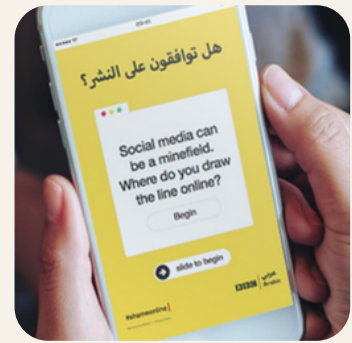 هل توافقون على النشر؟
Social media can
be a minefield.
Where do you draw
the line online?
Begin
slide to begin
#shameonline
BBC عربي
Arabic